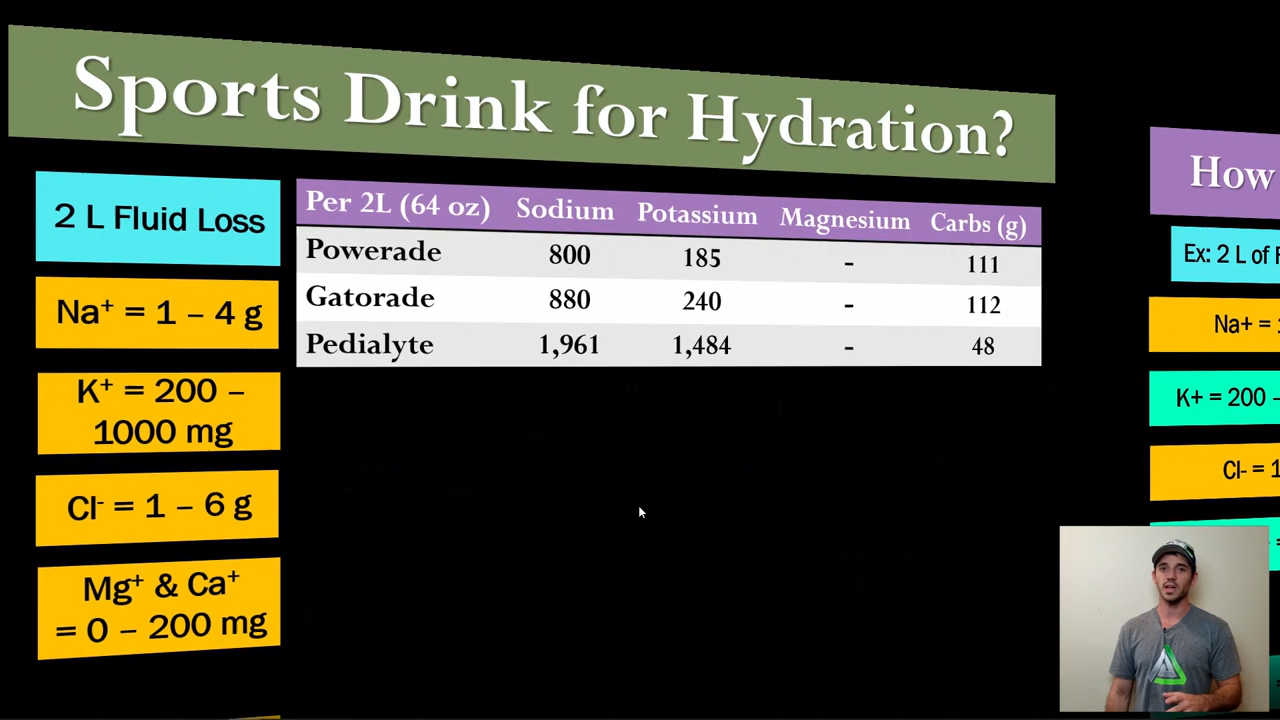 Sports Drink for Hydration?
2 L Fluid Loss
Na⁺ = 1 – 4 g
K⁺ = 200 –
1000 mg
Cl⁻ = 1 – 6 g
Mg⁺ & Ca⁺
= 0 – 200 mg
Per 2L (64 oz) Sodium Potassium Magnesium Carbs (g)
Powerade 800 185 - 111
Gatorade 880 240 - 112
Pedialyte 1,961 1,484 - 48
How
Ex: 2 L of
Na+ =
K+ = 200 –
Cl- = 1